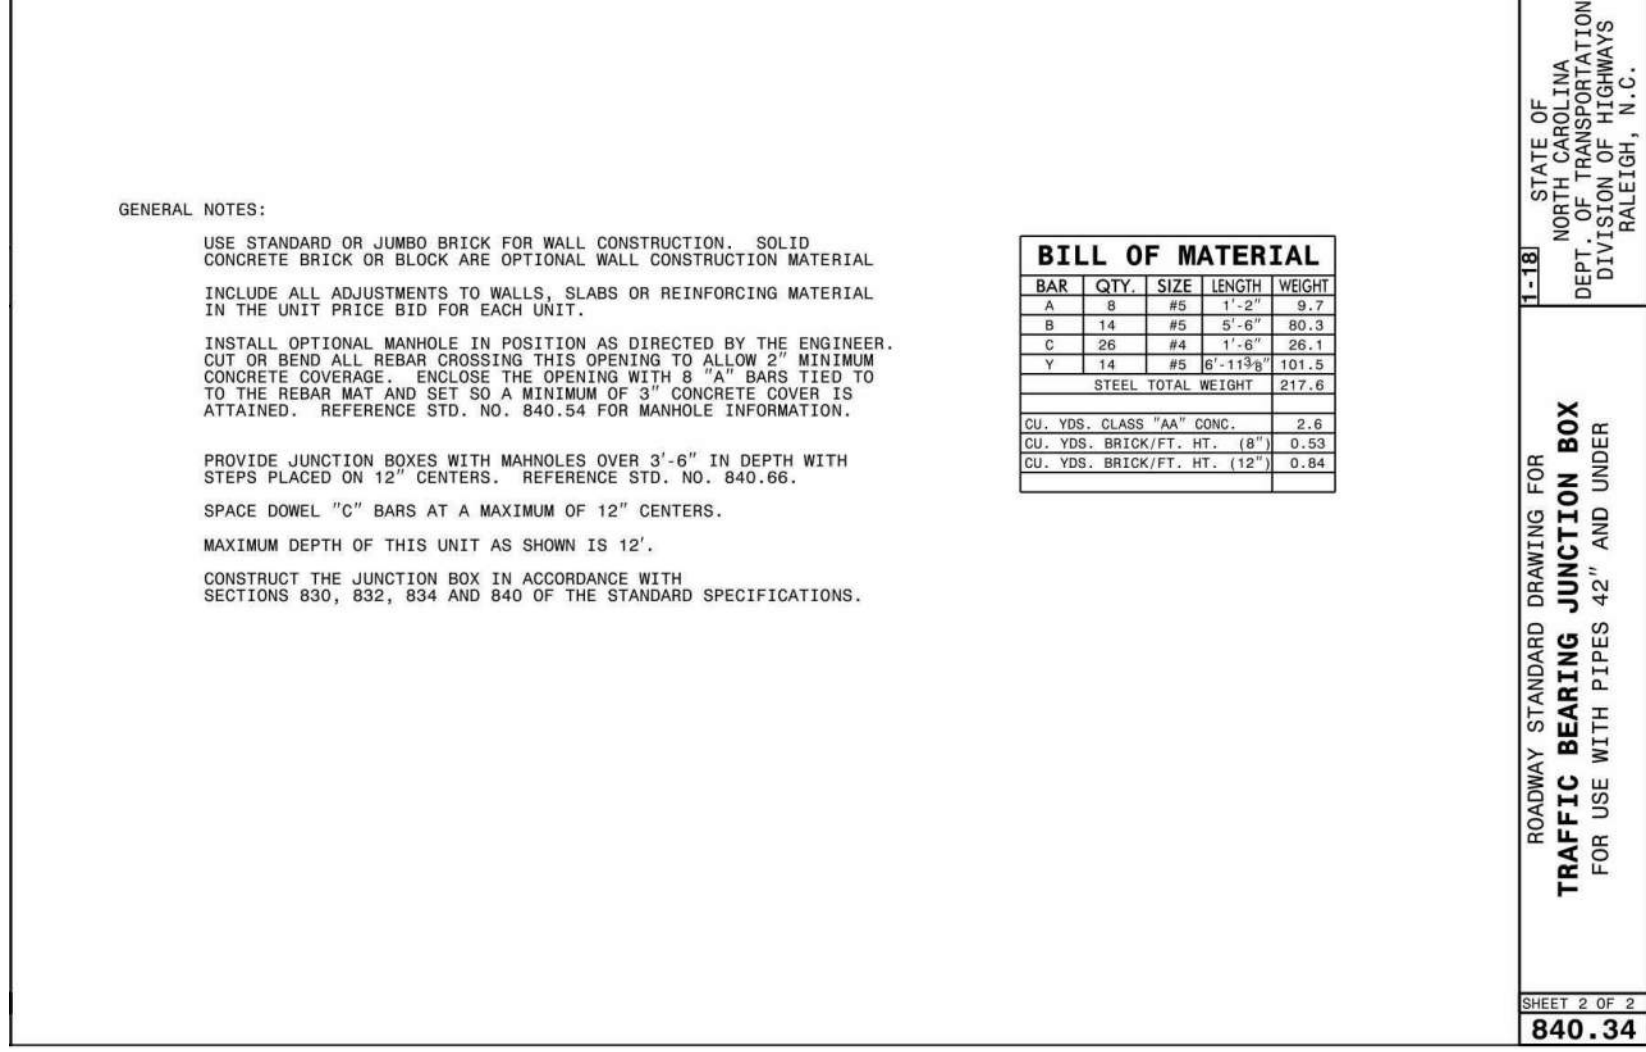 GENERAL NOTES:
USE STANDARD OR JUMBO BRICK FOR WALL CONSTRUCTION. SOLID
CONCRETE BRICK OR BLOCK ARE OPTIONAL WALL CONSTRUCTION MATERIAL
INCLUDE ALL ADJUSTMENTS TO WALLS, SLABS OR REINFORCING MATERIAL
IN THE UNIT PRICE BID FOR EACH UNIT.
INSTALL OPTIONAL MANHOLE IN POSITION AS DIRECTED BY THE ENGINEER.
CUT OR BEND ALL REBAR CROSSING THIS OPENING TO ALLOW 2" MINIMUM
CONCRETE COVERAGE. ENCLOSE THE OPENING WITH 8 "A" BARS TIED TO
TO THE REBAR MAT AND SET SO A MINIMUM OF 3" CONCRETE COVER IS
ATTAINED. REFERENCE STD. NO. 840.54 FOR MANHOLE INFORMATION.
PROVIDE JUNCTION BOXES WITH MAHNOLES OVER 3'-6" IN DEPTH WITH
STEPS PLACED ON 12" CENTERS. REFERENCE STD. NO. 840.66.
SPACE DOWEL "C" BARS AT A MAXIMUM OF 12" CENTERS.
MAXIMUM DEPTH OF THIS UNIT AS SHOWN IS 12'.
CONSTRUCT THE JUNCTION BOX IN ACCORDANCE WITH
SECTIONS 830, 832, 834 AND 840 OF THE STANDARD SPECIFICATIONS.
BILL OF MATERIAL
BAR QTY. SIZE LENGTH WEIGHT
A 8 #5 1'-2" 9.7
B 14 #5 5'-6" 80.3
C 26 #4 1'-6" 26.1
Y 14 #5 6'-11 3/8" 101.5
STEEL TOTAL WEIGHT 217.6
CU. YDS. CLASS "AA" CONC. 2.6
CU. YDS. BRICK/FT. HT. (8") 0.53
CU. YDS. BRICK/FT. HT. (12") 0.84
STATE OF
NORTH CAROLINA
DEPT. OF TRANSPORTATION
DIVISION OF HIGHWAYS
RALEIGH, N.C.
1-18
ROADWAY STANDARD DRAWING FOR
TRAFFIC BEARING JUNCTION BOX
FOR USE WITH PIPES 42" AND UNDER
SHEET 2 OF 2
840.34